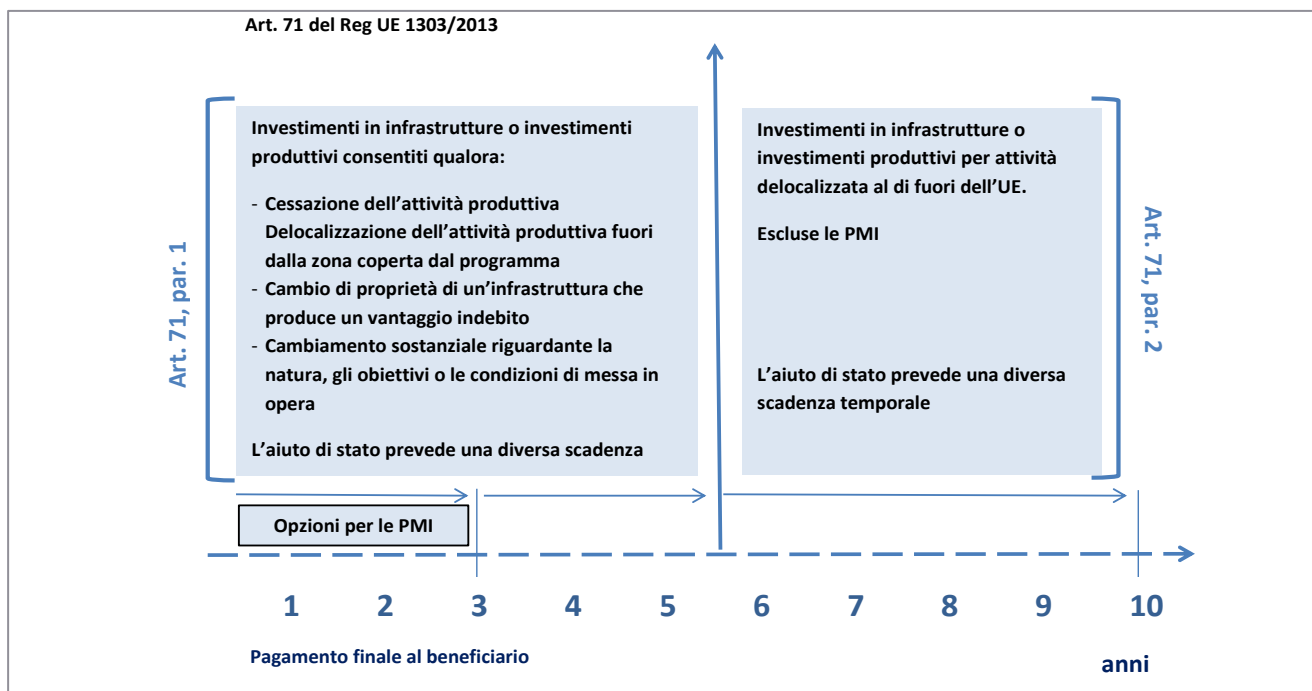 Art. 71 del Reg UE 1303/2013
Art. 71, par. 1
Investimenti in infrastrutture o investimenti
produttivi consentiti qualora:
- Cessazione dell’attività produttiva
Delocalizzazione dell’attività produttiva fuori
dalla zona coperta dal programma
- Cambio di proprietà di un’infrastruttura che
produce un vantaggio indebito
- Cambiamento sostanziale riguardante la
natura, gli obiettivi o le condizioni di messa in
opera
L’aiuto di stato prevede una diversa scadenza
Investimenti in infrastrutture o
investimenti produttivi per attività
delocalizzata al di fuori dell’UE.
Escluse le PMI
L’aiuto di stato prevede una diversa
scadenza temporale
Art. 71, par. 2
Opzioni per le PMI
1 2 3 4 5 6 7 8 9 10
Pagamento finale al beneficiario
anni